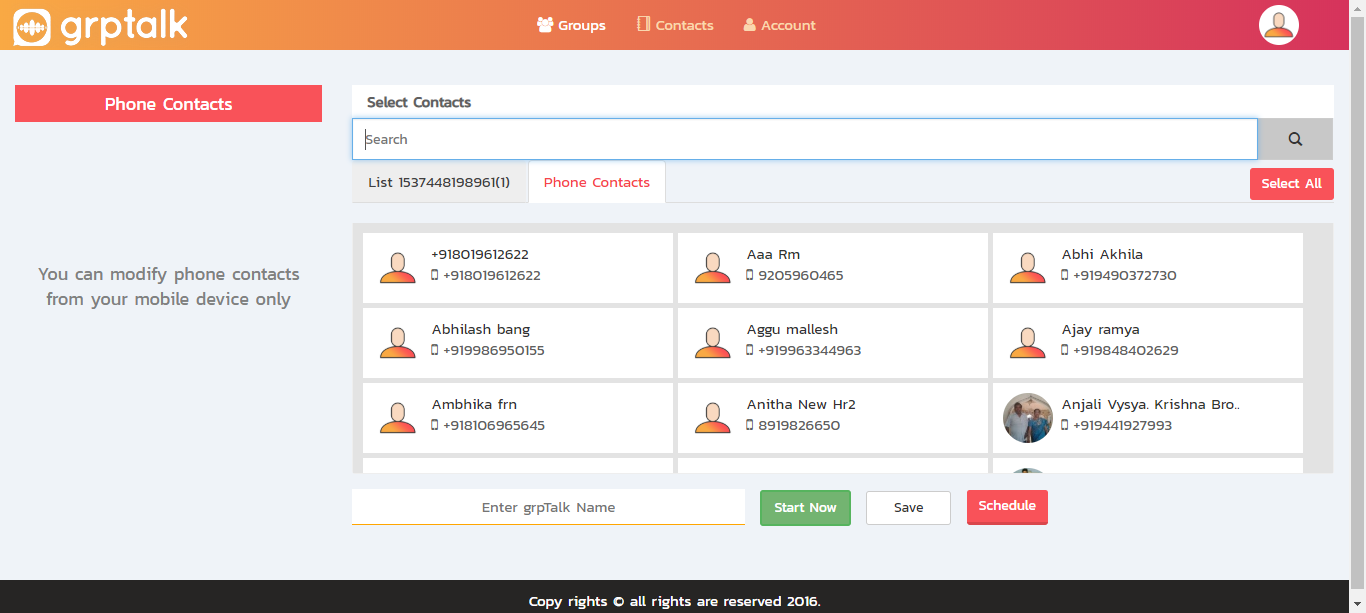 grptalk
Groups
Contacts
Account
Phone Contacts
You can modify phone contacts
from your mobile device only
Select Contacts
Search
List 1537448198961(1)
Phone Contacts
Select All
+918019612622
+918019612622
Aaa Rm
9205960465
Abhi Akhila
+919490372730
Abhilash bang
+919986950155
Aggu mallesh
+919963344963
Ajay ramya
+919848402629
Ambhika frn
+918106965645
Anitha New Hr2
8919826650
Anjali Vysya. Krishna Bro..
+919441927993
Enter grpTalk Name
Start Now
Save
Schedule
Copy rights © all rights are reserved 2016.